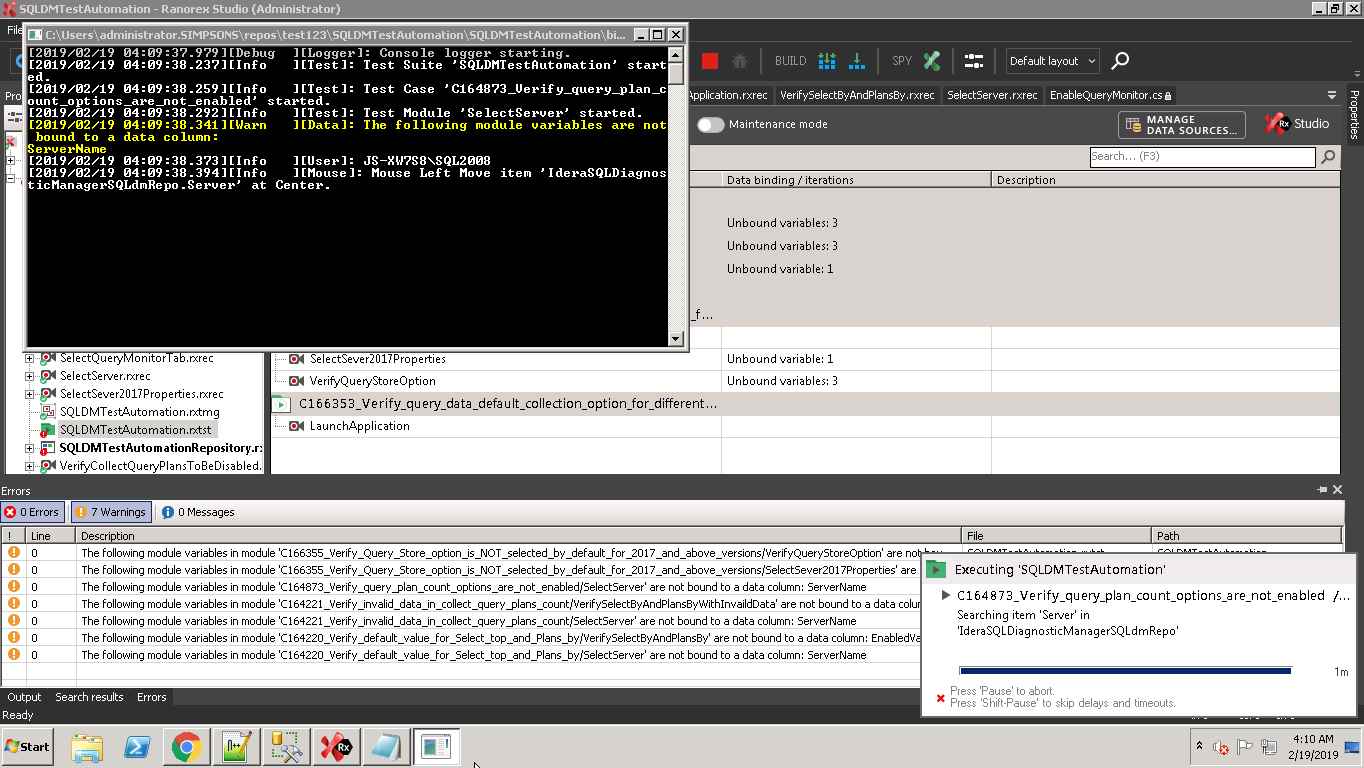 SQLDMTestAutomation - Ranorex Studio (Administrator)
C:\Users\administrator.SIMPSONS\repos\test123\SQLDMTestAutomation\SQLDMTestAutomation\bi...
[2019/02/19 04:09:37.979][Debug  ][Logger]: Console logger starting.
[2019/02/19 04:09:38.237][Info   ][Test]: Test Suite 'SQLDMTestAutomation' start
ed.
[2019/02/19 04:09:38.259][Info   ][Test]: Test Case 'C164873_Verify_query_plan_c
ount_options_are_not_enabled' started.
[2019/02/19 04:09:38.292][Info   ][Test]: Test Module 'SelectServer' started.
[2019/02/19 04:09:38.341][Warn   ][Data]: The following module variables are not
 bound to a data column:
ServerName
[2019/02/19 04:09:38.373][Info   ][User]: JS-XW7S8\SQL2008
[2019/02/19 04:09:38.394][Info   ][Mouse]: Mouse Left Move item 'IderaSQLDiagnos
ticManagerSQLdmRepo.Server' at Center.
BUILD
SPY
Default layout
pplication.rxrec
VerifySelectByAndPlansBy.rxrec
SelectServer.rxrec
EnableQueryMonitor.cs
Properties
Maintenance mode
MANAGE
DATA SOURCES...
Rx Studio
Search... (F3)
Data binding / iterations
Description
Unbound variables: 3
Unbound variables: 3
Unbound variable: 1
_f...
SelectQueryMonitorTab.rxrec
SelectServer.rxrec
SelectSever2017Properties.rxrec
SQLDMTestAutomation.rxtmg
SQLDMTestAutomation.rxtst
SQLDMTestAutomationRepository.r:
VerifyCollectQueryPlansToBeDisabled.
SelectSever2017Properties
Unbound variable: 1
VerifyQueryStoreOption
Unbound variables: 3
C166353_Verify_query_data_default_collection_option_for_different...
LaunchApplication
Errors
0 Errors
7 Warnings
0 Messages
!
Line
Description
File
Path
0
The following module variables in module 'C166355_Verify_Query_Store_option_is_NOT_selected_by_default_for_2017_and_above_versions/VerifyQueryStoreOption' are not bou
SQLDMTestAutomation.rxtst
SQLDMTestAutomation
0
The following module variables in module 'C166355_Verify_Query_Store_option_is_NOT_selected_by_default_for_2017_and_above_versions/SelectSever2017Properties' are
0
The following module variables in module 'C164873_Verify_query_plan_count_options_are_not_enabled/SelectServer' are not bound to a data column: ServerName
0
The following module variables in module 'C164221_Verify_invalid_data_in_collect_query_plans_count/VerifySelectByAndPlansByWithInvaildData' are not bound to a data colun
0
The following module variables in module 'C164221_Verify_invalid_data_in_collect_query_plans_count/SelectServer' are not bound to a data column: ServerName
0
The following module variables in module 'C164220_Verify_default_value_for_Select_top_and_Plans_by/VerifySelectByAndPlansBy' are not bound to a data column: EnabledVa
0
The following module variables in module 'C164220_Verify_default_value_for_Select_top_and_Plans_by/SelectServer' are not bound to a data column: ServerName
Executing 'SQLDMTestAutomation'
C164873_Verify_query_plan_count_options_are_not_enabled /...
Searching item 'Server' in
'IderaSQLDiagnosticManagerSQLdmRepo'
1m
Press 'Pause' to abort.
Press 'Shift-Pause' to skip delays and timeouts.
Output
Search results
Errors
Ready
Start
4:10 AM
2/19/2019